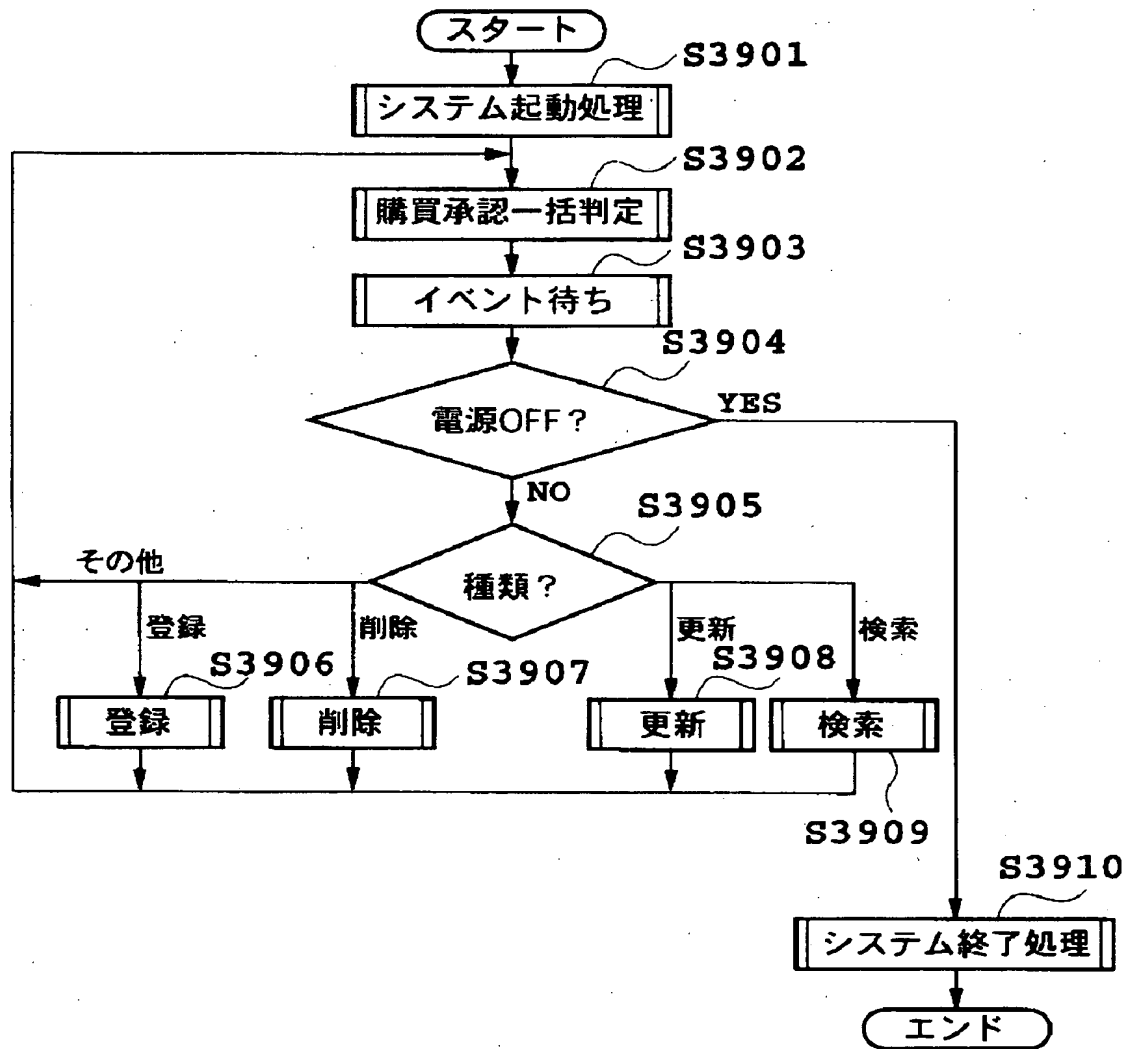 スタート
S3901
システム起動処理
S3902
購買承認一括判定
S3903
イベント待ち
S3904
電源OFF?
YES
NO
S3905
種類?
その他
登録
削除
更新
検索
S3906
S3907
S3908
登録
削除
更新
検索
S3909
S3910
システム終了処理
エンド